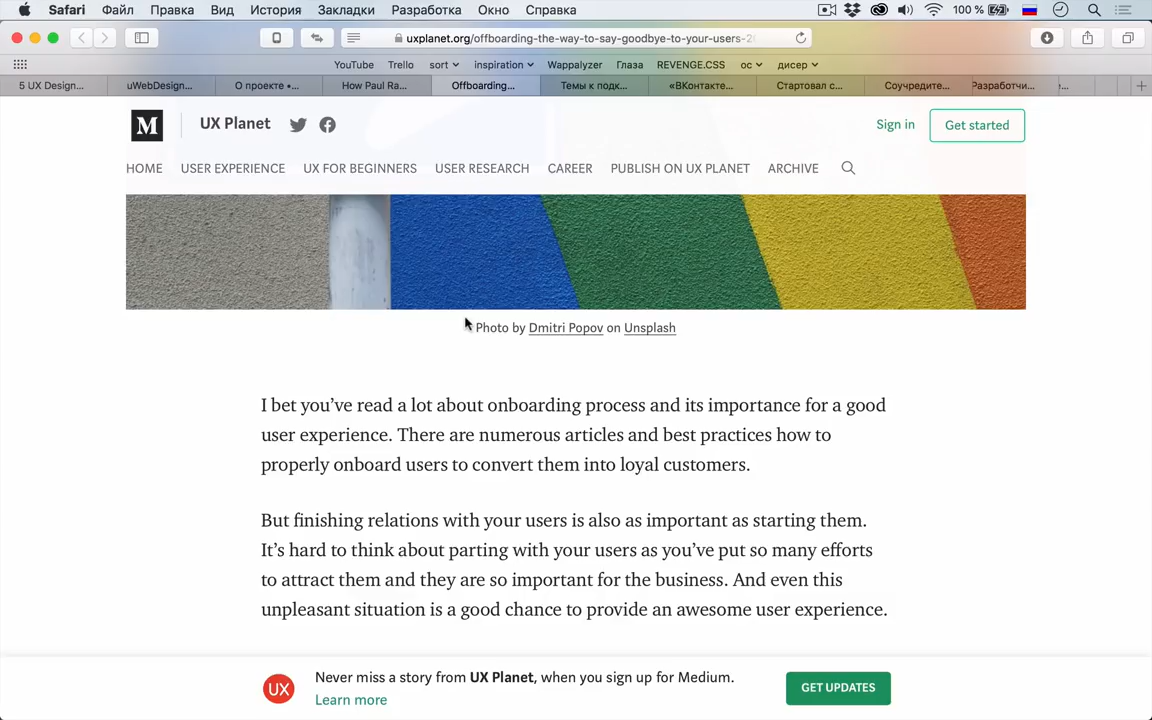 Safari Файл Правка Вид История Закладки Разработка Окно Справка 100 %
uxplanet.org/offboarding-the-way-to-say-goodbye-to-your-users-2
YouTube Trello sort inspiration Wappalyzer Глаза REVENGE.CSS ос дисер
5 UX Design... uWebDesign... О проекте •... How Paul Ra... Offboarding... Темы к подк... «ВКонтакте... Стартовал с... Соучредите... Разработчи...
M UX Planet Sign in Get started
HOME USER EXPERIENCE UX FOR BEGINNERS USER RESEARCH CAREER PUBLISH ON UX PLANET ARCHIVE
Photo by Dmitri Popov on Unsplash
I bet you’ve read a lot about onboarding process and its importance for a good
user experience. There are numerous articles and best practices how to
properly onboard users to convert them into loyal customers.
But finishing relations with your users is also as important as starting them.
It’s hard to think about parting with your users as you’ve put so many efforts
to attract them and they are so important for the business. And even this
unpleasant situation is a good chance to provide an awesome user experience.
UX Never miss a story from UX Planet, when you sign up for Medium. GET UPDATES
Learn more